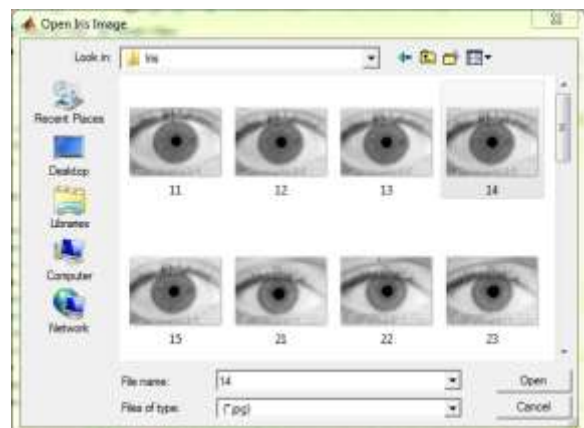 Open Iris Image
Look in:
Iris
Recent Places
Desktop
Libraries
Computer
Network
11
12
13
14
15
21
22
23
File name:
14
Open
Files of type:
(*.jpg)
Cancel